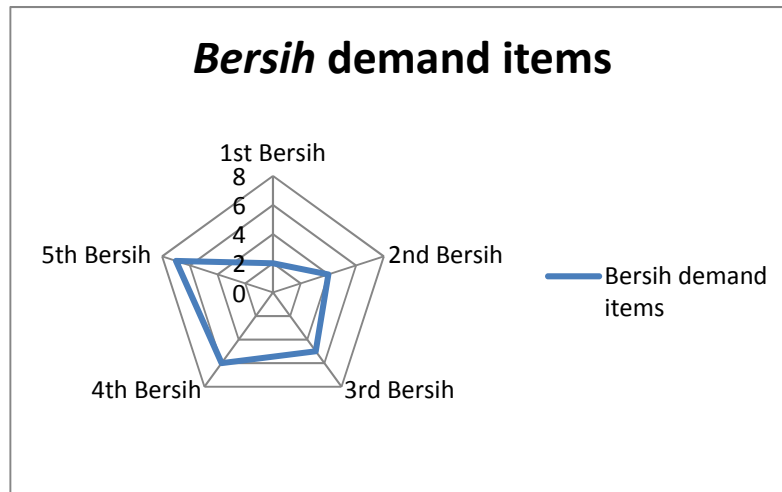 Bersih demand items
1st Bersih
8
6
4
2
0
5th Bersih
2nd Bersih
4th Bersih
3rd Bersih
Bersih demand
items